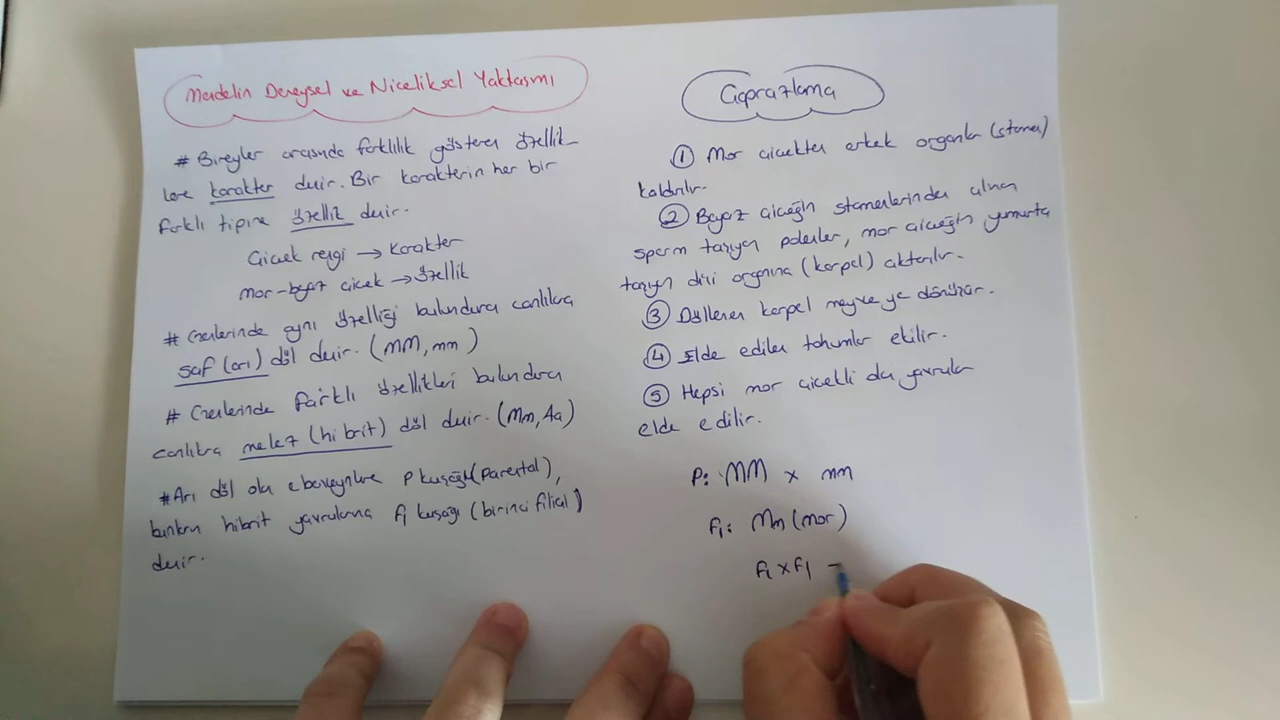 Mendelin Deneysel ve Niceliksel Yaklaşımı
# Bireyler arasında farklılık gösteren özellik-
lere karakter denir. Bir karakterin her bir
farklı tipine özellik denir.
Çiçek rengi → Karakter
mor-beyaz çiçek → özellik
# Genlerinde aynı özelliği bulunduran canlılara
saf (arı) döl denir. (MM, mm)
# Genlerinde farklı özellikleri bulunduran
canlılara melez (hibrit) döl denir. (Mm, Aa)
# Arı döl olan ebeveynlere P kuşağı (parental),
bunların hibrit yavrularına F1 kuşağı (birinci filial)
denir.
Çaprazlama
① Mor çiçekten erkek organlar (stamen)
kaldırılır.
② Beyaz çiçeğin stamenlerinden alınan
sperm taşıyan polenler, mor çiçeğin yumurta
taşıyan dişi organına (karpel) aktarılır.
③ Döllenen karpel meyveye dönüşür.
④ Elde edilen tohumlar ekilir.
⑤ Hepsi mor çiçekli olan yavrular
elde edilir.
P: MM x mm
F1: Mm (mor)
F1 x F1 -